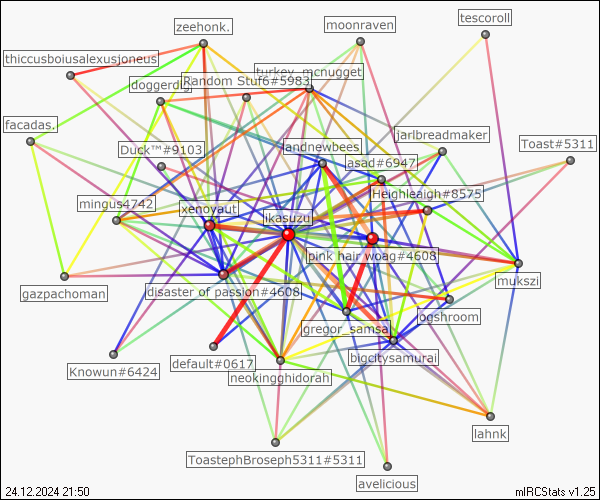 zeehonk.
moonraven
tescoroll
thiccusboiusalexusjoneus
turkey_mcnugget
doggerdlg
Random Stuf6#5983
facadas.
jarlbreadmaker
Duck™#9103
landnewbees
Toast#5311
asad#6947
Heighleaigh#8575
mingus4742
xenoyaut
ikasuzu
pink hair woag#4608
mukszi
gazpachoman
disaster of passion#4608
ogshroom
gregor_samsa
bigcitysamurai
Knowun#6424
default#0617
neokingghidorah
lahnk
ToastephBroseph5311#5311
avelicious
24.12.2024 21:50
mIRCStats v1.25